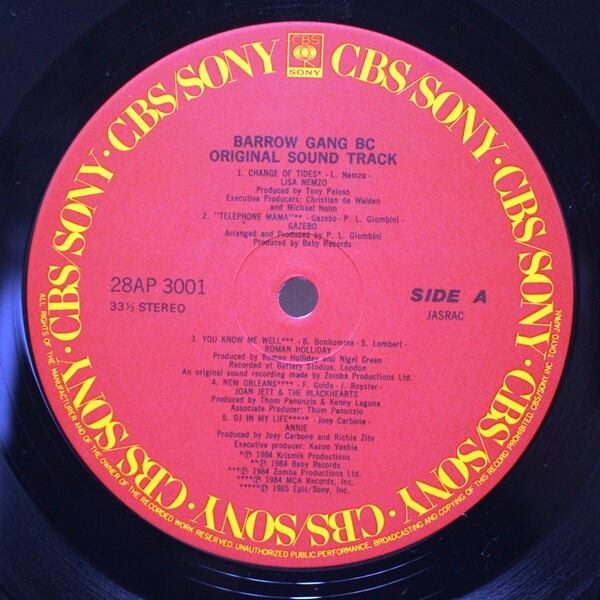 CBS/SONY · CBS/SONY · CBS/SONY · CBS/SONY · CBS/SONY · CBS/SONY · CBS/SONY · CBS/SONY
CBS
SONY
BARROW GANG BC
ORIGINAL SOUND TRACK
1. CHANGE OF TIDES* - L. Nemzo -
LISA NEMZO
Produced by Tony Peluso
Executive Producers: Christian de Walden
and Michael Holm
2. "TELEPHONE MAMA"** - Gazebo - P. L. Giombini -
GAZEBO
Arranged and Produced by P. L. Giombini
Produced by Baby Records
28AP 3001
33⅓ STEREO
SIDE A
JASRAC
3. YOU KNOW ME WELL*** - B. Bonhomme - S. Lambert -
ROMAN HOLLIDAY
Produced by Roman Holliday and Nigel Green
Recorded at Battery Studios, London
An original sound recording made by Zomba Productions Ltd.
4. NEW ORLEANS**** - F. Guida - J. Royster -
JOAN JETT & THE BLACKHEARTS
Produced by Thom Panunzio & Kenny Laguna
Associate Producer: Thom Panunzio
5. DJ IN MY LIFE***** - Joey Carbone -
ANNIE
Produced by Joey Carbone and Richie Zito
Executive producer: Kazuo Yoshie
*℗ 1984 Krismik Productions
**℗ 1984 Baby Records
***℗ 1984 Zomba Productions Ltd.
****℗ 1984 MCA Records, Inc.
*****℗ 1985 Epic/Sony, Inc.
ALL RIGHTS OF THE MANUFACTURER AND OF THE OWNER OF THE RECORDED WORK RESERVED. UNAUTHORIZED PUBLIC PERFORMANCE, BROADCASTING AND COPYING OF THIS RECORD PROHIBITED. CBS/SONY INC. TOKYO JAPAN.